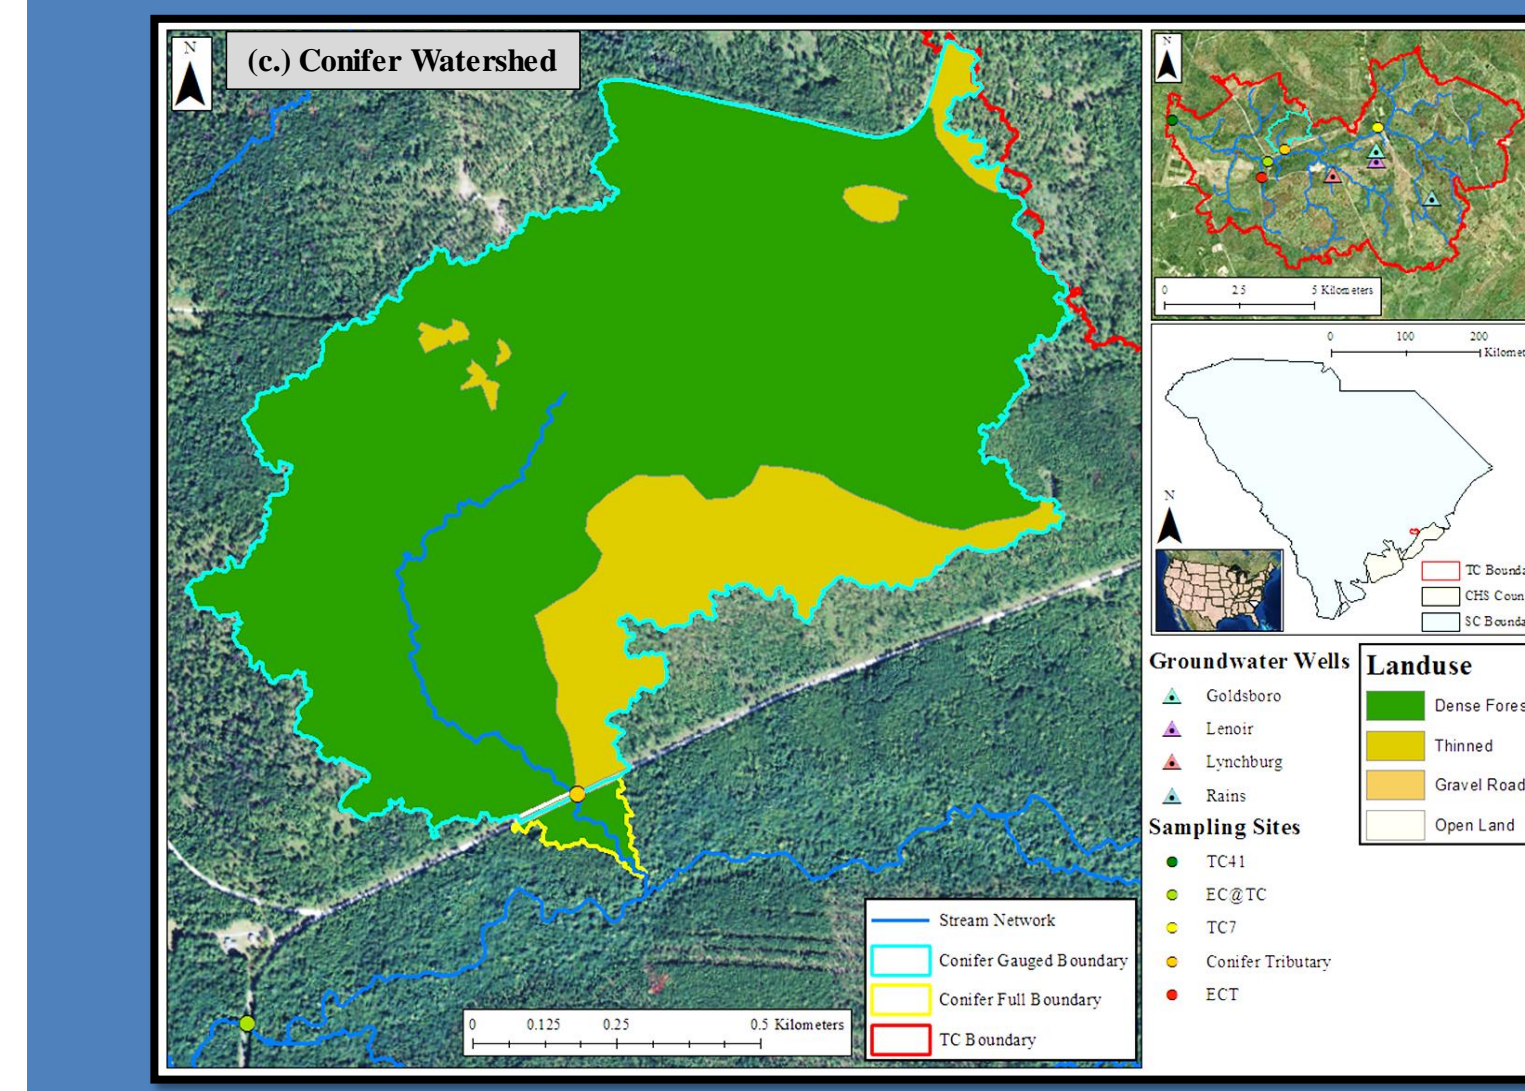 N
(c.) Conifer Watershed
Stream Network
Conifer Gauged Boundary
Conifer Full Boundary
TC Boundary
0 0.125 0.25 0.5 Kilometers
N
0 2.5 5 Kilometers
0 100 200
Kilome
N
TC Bounda
CHS Coun
SC Bounda
Groundwater Wells
Goldsboro
Lenoir
Lynchburg
Rains
Sampling Sites
TC41
EC@TC
TC7
Conifer Tributary
ECT
Landuse
Dense Fores
Thinned
Gravel Road
Open Land